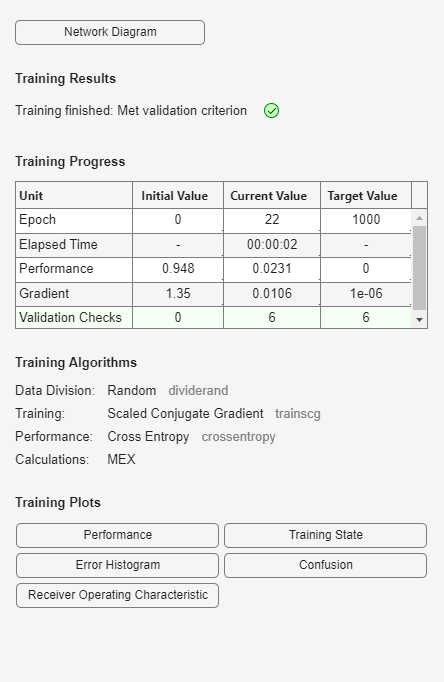 Network Diagram
Training Results
Training finished: Met validation criterion
Training Progress
Unit Initial Value Current Value Target Value
Epoch 0 22 1000
Elapsed Time - 00:00:02 -
Performance 0.948 0.0231 0
Gradient 1.35 0.0106 1e-06
Validation Checks 0 6 6
Training Algorithms
Data Division: Random dividerand
Training: Scaled Conjugate Gradient trainscg
Performance: Cross Entropy crossentropy
Calculations: MEX
Training Plots
Performance Training State
Error Histogram Confusion
Receiver Operating Characteristic